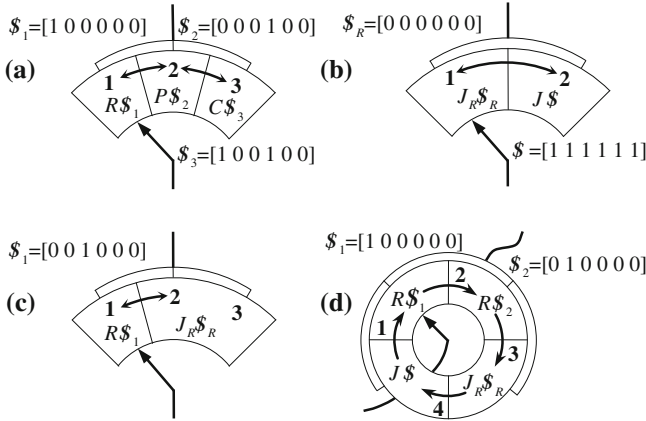 $₁=[1 0 0 0 0 0] $₂=[0 0 0 1 0 0]
(a)
1 2 3
R$₁ P$₂ C$₃
$₃=[1 0 0 1 0 0]
$R=[0 0 0 0 0 0]
(b)
1 2
JR$R J$
$=[1 1 1 1 1 1]
$₁=[0 0 1 0 0 0]
(c)
1 2 3
R$₁ JR$R
$₁=[1 0 0 0 0 0]
$₂=[0 1 0 0 0 0]
(d)
2
R$₁ R$₂
1 3
J$ JR$R
4